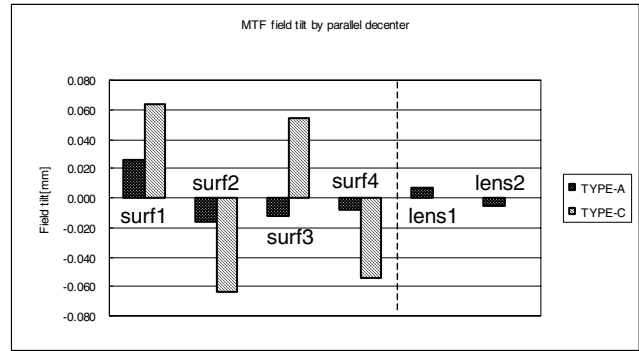 MTF field tilt by parallel decenter
Field tilt[mm]
0.080
0.060
0.040
0.020
0.000
-0.020
-0.040
-0.060
-0.080
surf1
surf2
surf3
surf4
lens1
lens2
TYPE-A
TYPE-C